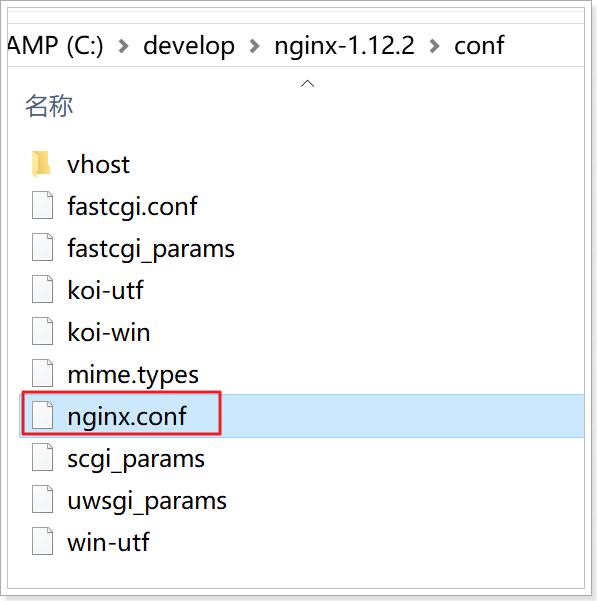 AMP (C:) > develop > nginx-1.12.2 > conf
名称
vhost
fastcgi.conf
fastcgi_params
koi-utf
koi-win
mime.types
nginx.conf
scgi_params
uwsgi_params
win-utf